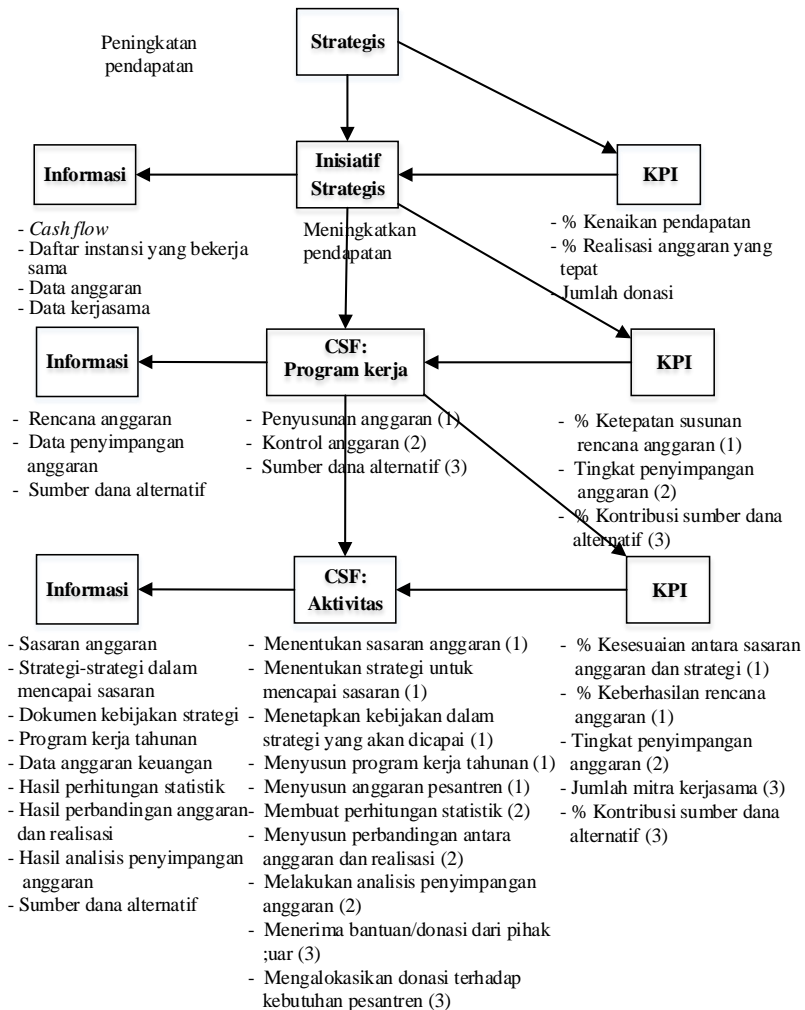 Peningkatan
pendapatan
Strategis
Informasi
Inisiatif
Strategis
KPI
- Cash flow
- Daftar instansi yang bekerja
sama
- Data anggaran
- Data kerjasama
Meningkatkan
pendapatan
- % Kenaikan pendapatan
- % Realisasi anggaran yang
tepat
- Jumlah donasi
Informasi
CSF:
Program kerja
KPI
- Rencana anggaran
- Data penyimpangan
anggaran
- Sumber dana alternatif
- Penyusunan anggaran (1)
- Kontrol anggaran (2)
- Sumber dana alternatif (3)
- % Ketepatan susunan
rencana anggaran (1)
- Tingkat penyimpangan
anggaran (2)
- % Kontribusi sumber dana
alternatif (3)
Informasi
CSF:
Aktivitas
KPI
- Sasaran anggaran
- Strategi-strategi dalam
mencapai sasaran
- Dokumen kebijakan strategi
- Program kerja tahunan
- Data anggaran keuangan
- Hasil perhitungan statistik
- Hasil perbandingan anggaran
dan realisasi
- Hasil analisis penyimpangan
anggaran
- Sumber dana alternatif
- Menentukan sasaran anggaran (1)
- Menentukan strategi untuk
mencapai sasaran (1)
- Menetapkan kebijakan dalam
strategi yang akan dicapai (1)
- Menyusun program kerja tahunan (1)
- Menyusun anggaran pesantren (1)
- Membuat perhitungan statistik (2)
- Menyusun perbandingan antara
anggaran dan realisasi (2)
- Melakukan analisis penyimpangan
anggaran (2)
- Menerima bantuan/donasi dari pihak
;uar (3)
- Mengalokasikan donasi terhadap
kebutuhan pesantren (3)
- % Kesesuaian antara sasaran
anggaran dan strategi (1)
- % Keberhasilan rencana
anggaran (1)
- Tingkat penyimpangan
anggaran (2)
- Jumlah mitra kerjasama (3)
- % Kontribusi sumber dana
alternatif (3)